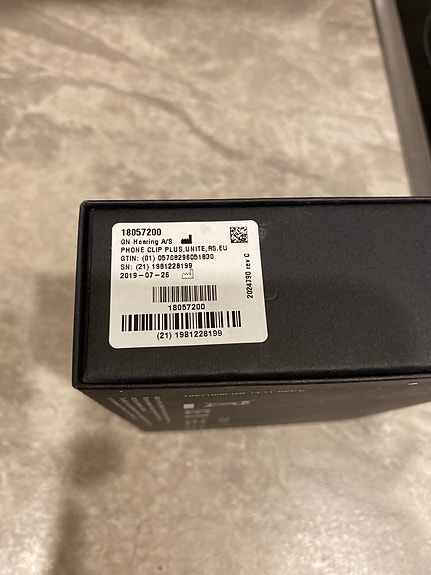 18057200
GN Hearing A/S
PHONE CLIP PLUS,UNITE,RS,EU
GTIN: (01) 05708296051830
SN: (21) 1981228199
2019-07-26
2024790 rev C
18057200
(21) 1981228199